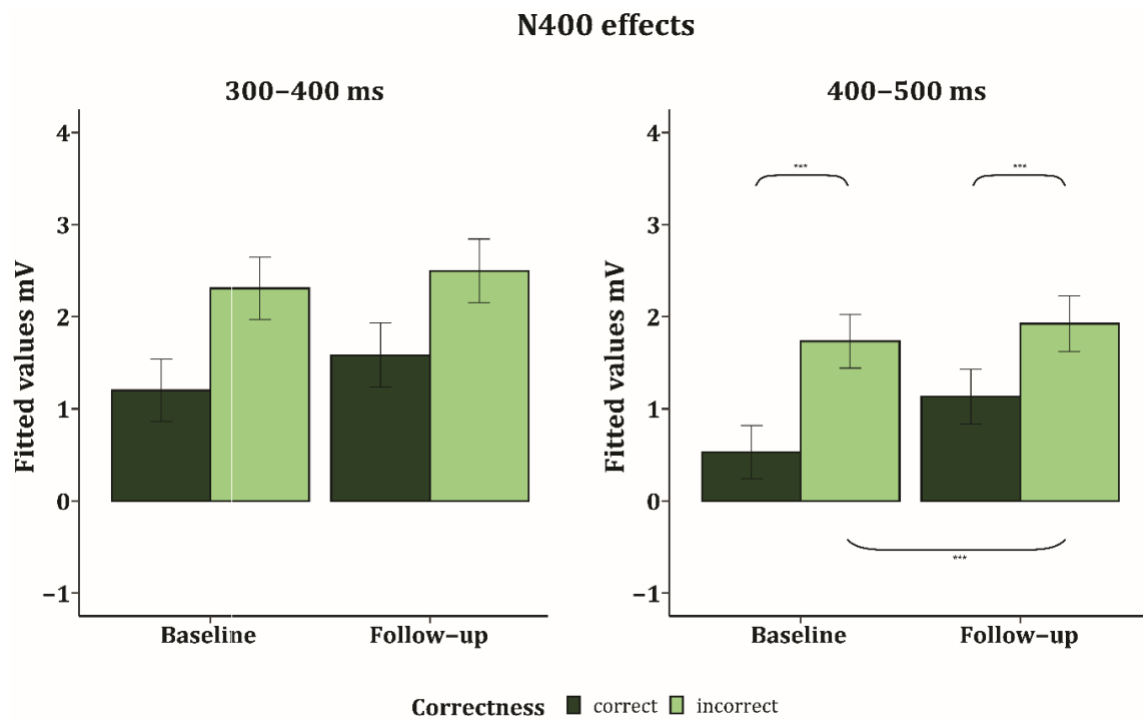 N400 effects
300–400 ms
400–500 ms
Fitted values mV
4
3
2
1
0
−1
Baseline
Follow–up
Fitted values mV
4
3
2
1
0
−1
***
***
***
Baseline
Follow–up
Correctness correct incorrect